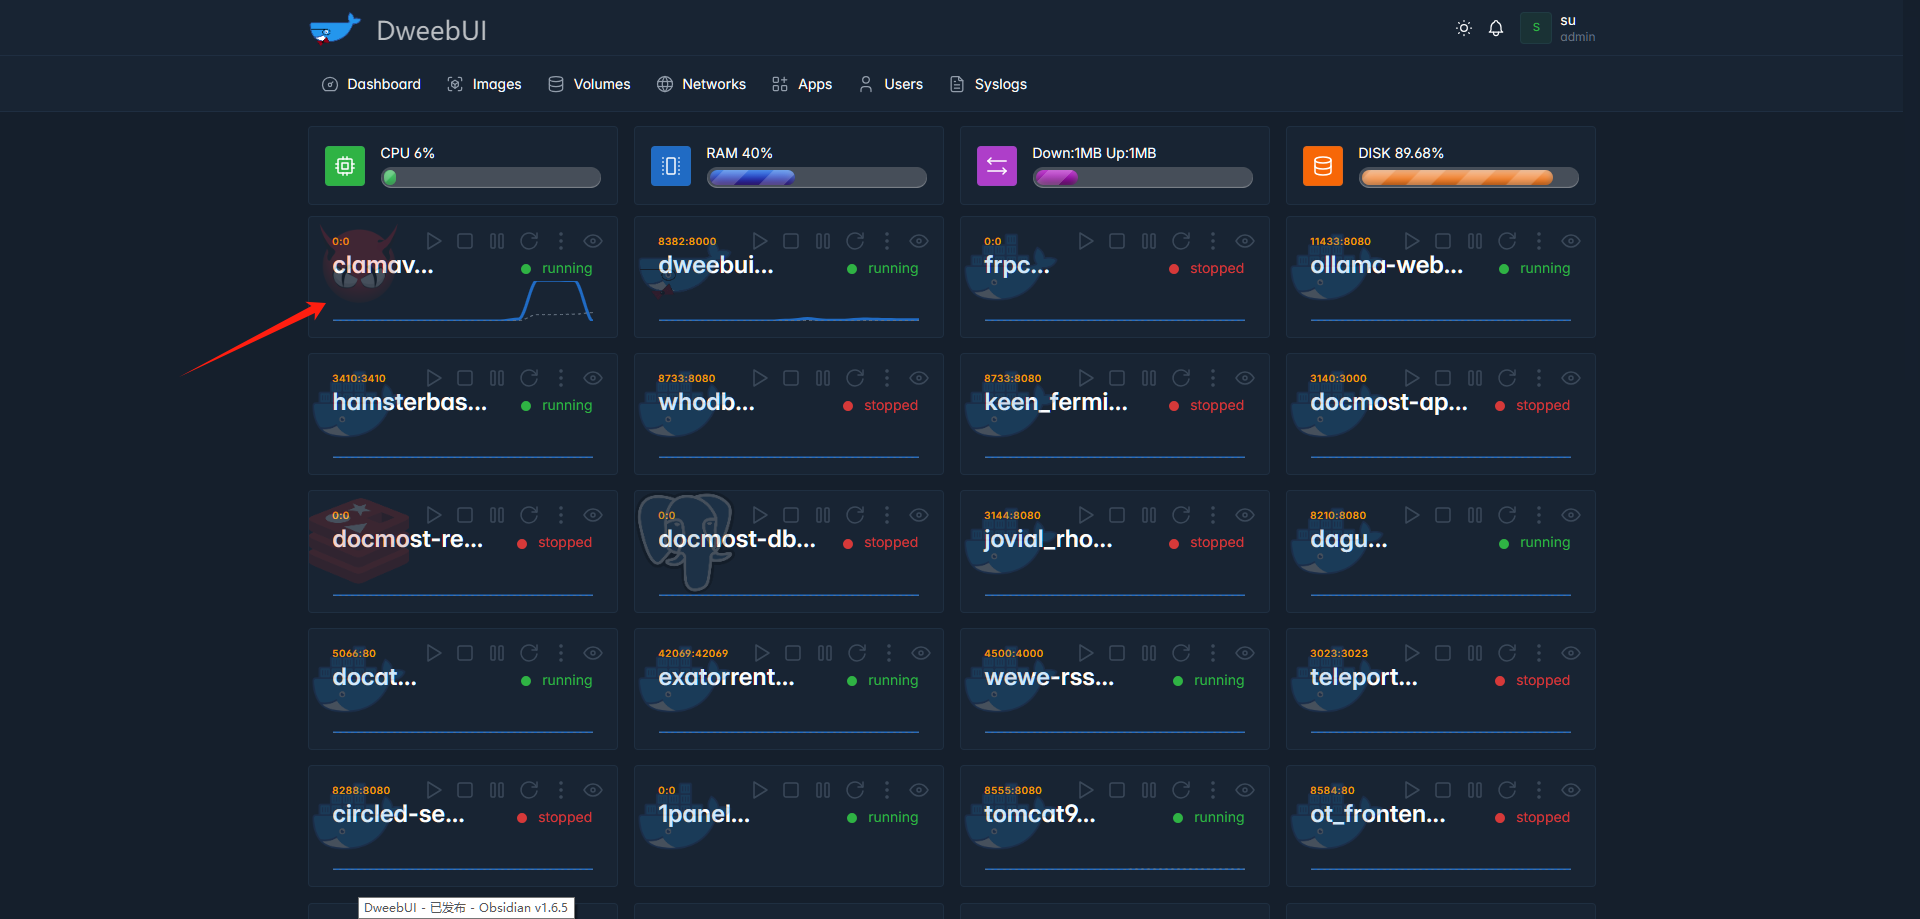 DweebUI
su
admin
S
Dashboard
Images
Volumes
Networks
Apps
Users
Syslogs
CPU 6%
RAM 40%
Down:1MB Up:1MB
DISK 89.68%
0:0
clamav...
running
8382:8000
dweebui...
running
0:0
frpc...
stopped
11433:8080
ollama-web...
running
3410:3410
hamsterbas...
running
8733:8080
whodb...
stopped
8733:8080
keen_fermi...
stopped
3140:3000
docmost-ap...
stopped
0:0
docmost-re...
stopped
0:0
docmost-db...
stopped
3144:8080
jovial_rho...
stopped
8210:8080
dagu...
running
5066:80
docat...
running
42069:42069
exatorrent...
running
4500:4000
wewe-rss...
running
3023:3023
teleport...
stopped
8288:8080
circled-se...
stopped
0:0
1panel...
running
8555:8080
tomcat9...
running
8584:80
ot_fronten...
stopped
DweebUI - 已发布 - Obsidian v1.6.5